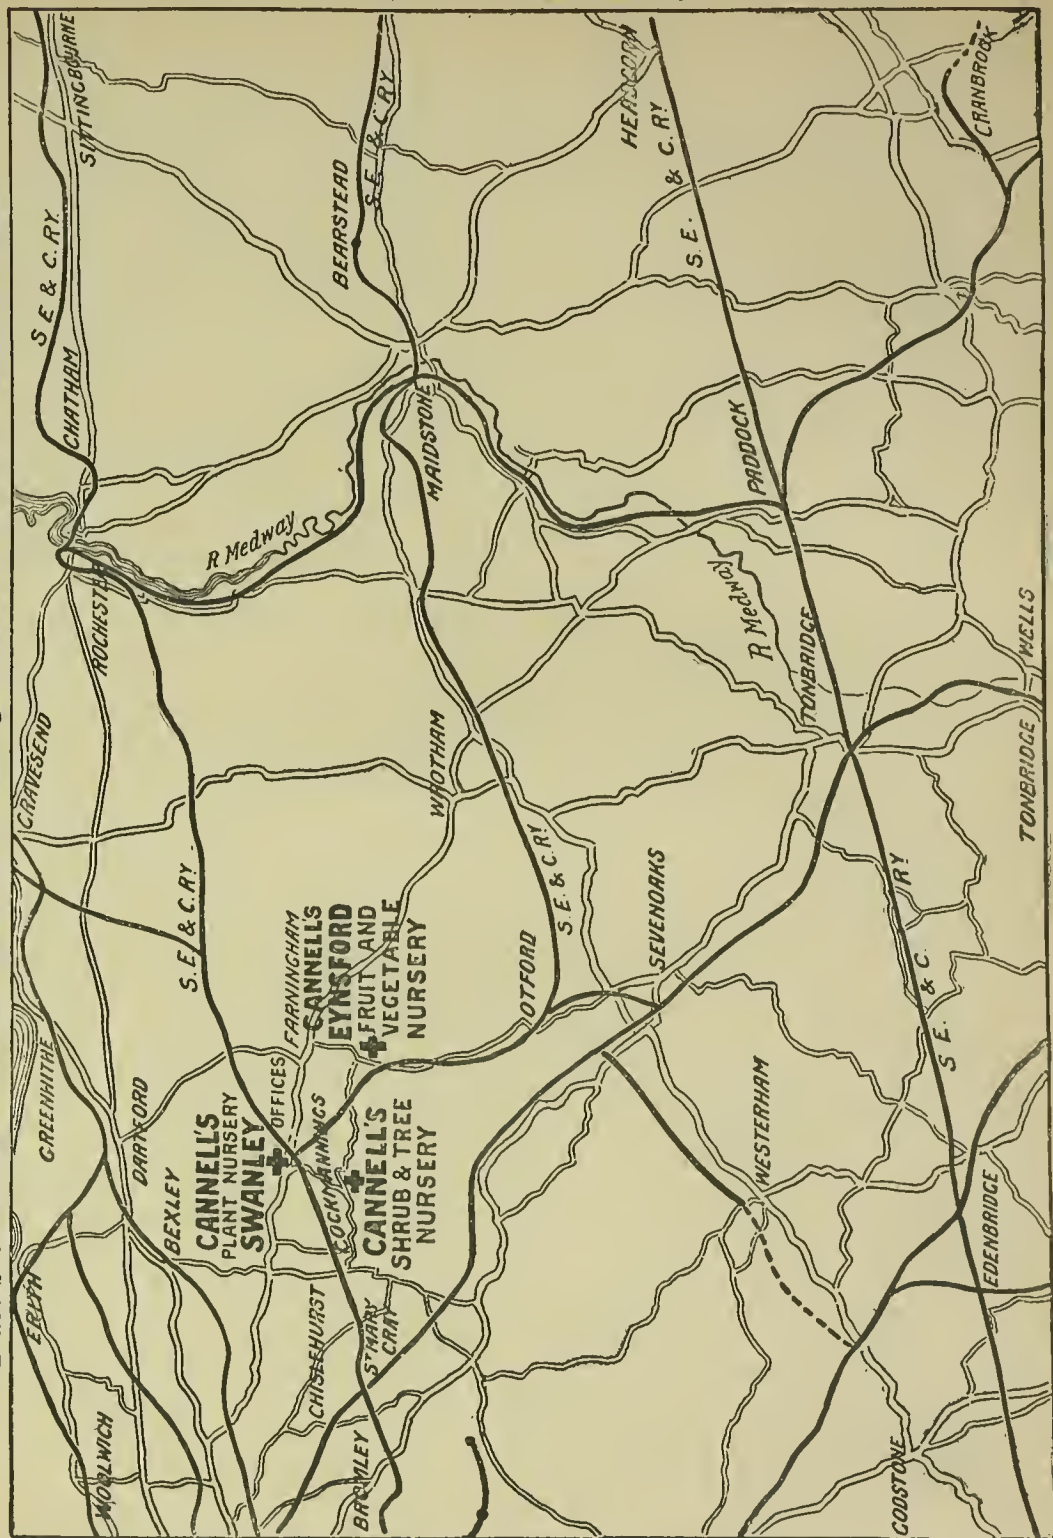 WOOLWICH
ERITH
GREENHITHE
GRAVESEND
ROCHESTER
CHATHAM
S E & C. RY.
SITTINGBOURNE
DARTFORD
BEXLEY
S. E. & C. RY.
R Medway
CANNELL'S
PLANT NURSERY
SWANLEY
OFFICES
FARNINGHAM
CANNELL'S
EYNSFORD
FRUIT AND
VEGETABLE
NURSERY
COCKMANNINGS
CANNELL'S
SHRUB & TREE
NURSERY
CHISLEHURST
ST MARY
CRAY
BROMLEY
WROTHAM
MAIDSTONE
BEARSTEAD
S E & C RY
OTFORD
S. E. & C. RY.
SEVENOAKS
WESTERHAM
TONBRIDGE
R Medway
PADDOCK
S. E. & C. RY.
HEADCORN
GODSTONE
EDENBRIDGE
S E. & C. RY.
TONBRIDGE WELLS
CRANBROOK